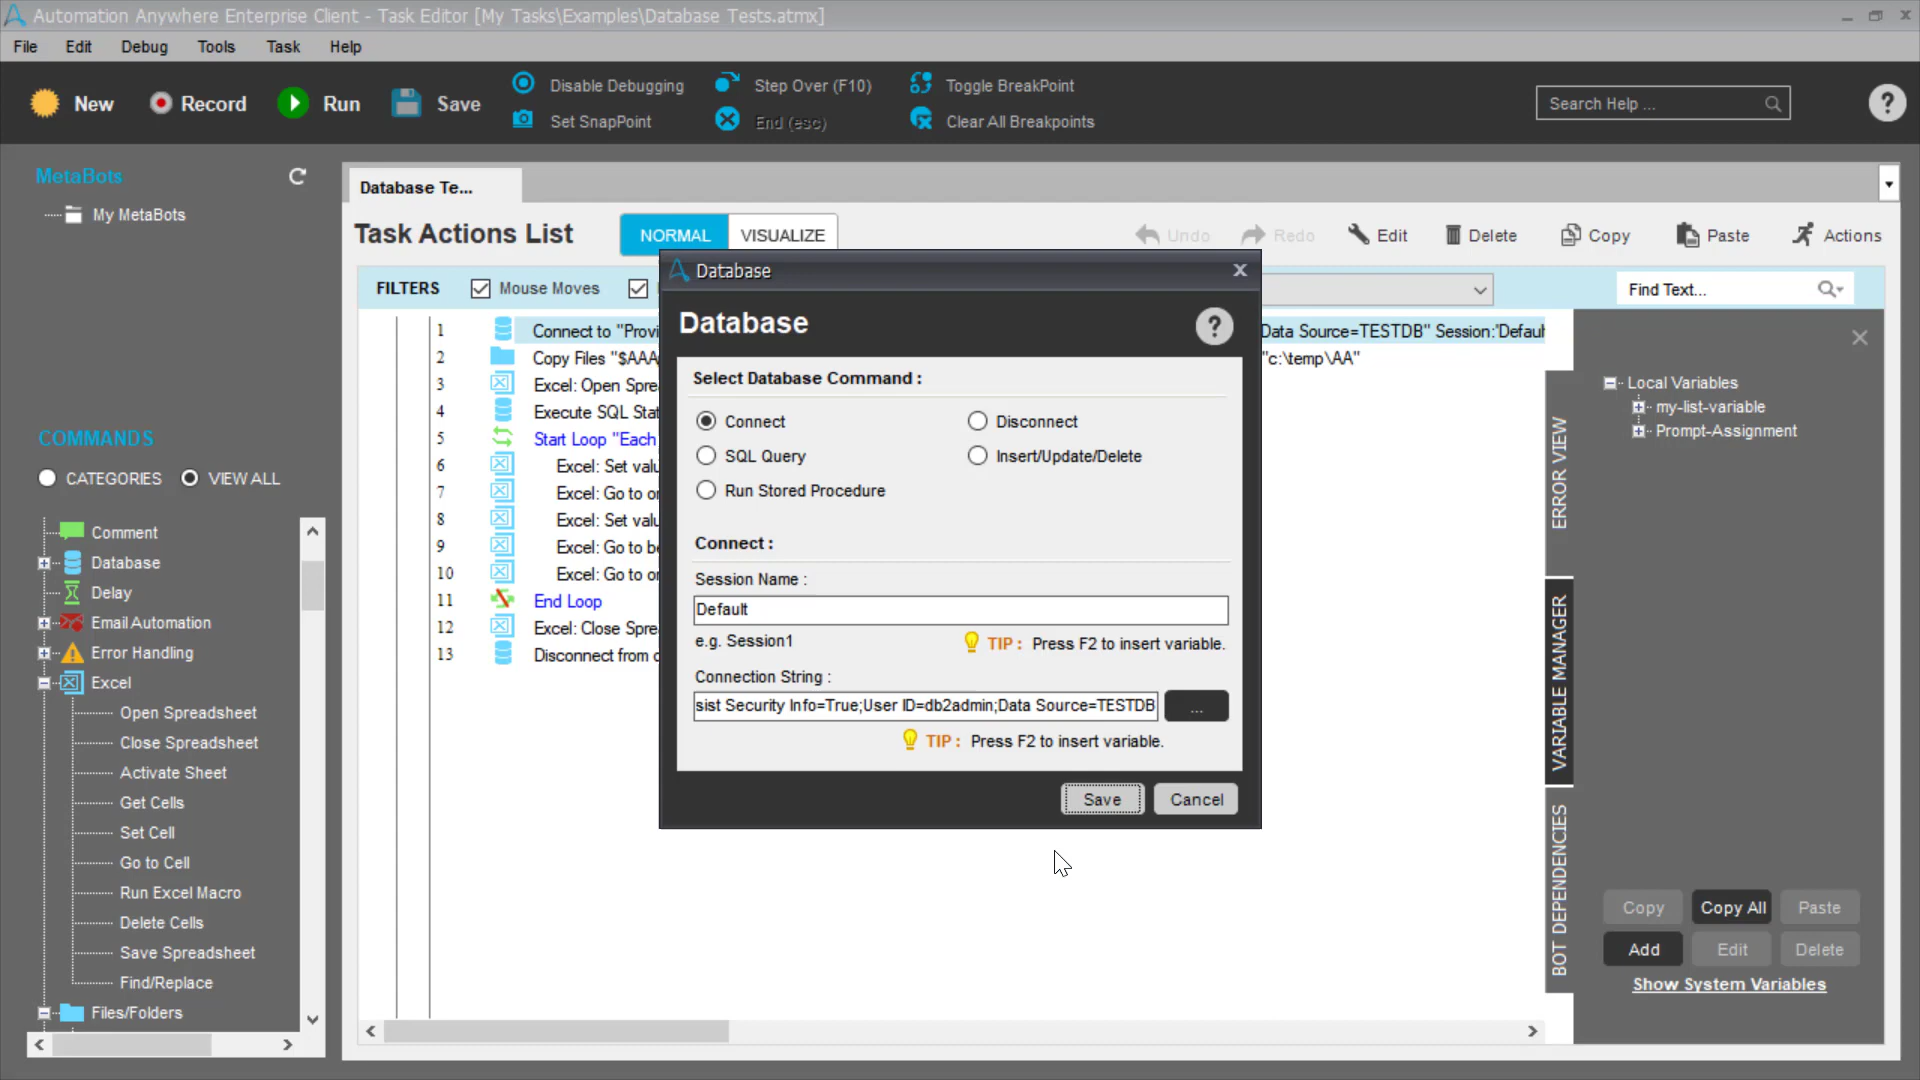 Automation Anywhere Enterprise Client - Task Editor [My Tasks\Examples\Database Tests.atmx]
File Edit Debug Tools Task Help
New Record Run Save
Disable Debugging Step Over (F10) Toggle BreakPoint
Set SnapPoint End (esc) Clear All Breakpoints
Search Help ...
?
MetaBots
My MetaBots
COMMANDS
CATEGORIES VIEW ALL
Comment
Database
Delay
Email Automation
Error Handling
Excel
Open Spreadsheet
Close Spreadsheet
Activate Sheet
Get Cells
Set Cell
Go to Cell
Run Excel Macro
Delete Cells
Save Spreadsheet
Find/Replace
Files/Folders
Database Te...
Task Actions List
NORMAL VISUALIZE
Undo Redo Edit Delete Copy Paste Actions
FILTERS Mouse Moves
Find Text...
1 Connect to "Provi Data Source=TESTDB" Session:'Defaul
2 Copy Files "$AAA "c:\temp\AA"
3 Excel: Open Spre
4 Execute SQL Stat
5 Start Loop "Each
6 Excel: Set valu
7 Excel: Go to or
8 Excel: Set valu
9 Excel: Go to be
10 Excel: Go to or
11 End Loop
12 Excel: Close Spre
13 Disconnect from
Database
Database
?
Select Database Command :
Connect Disconnect
SQL Query Insert/Update/Delete
Run Stored Procedure
Connect :
Session Name :
Default
e.g. Session1 TIP : Press F2 to insert variable.
Connection String :
sist Security Info=True;User ID=db2admin;Data Source=TESTDB ...
TIP : Press F2 to insert variable.
Save Cancel
ERROR VIEW
VARIABLE MANAGER
BOT DEPENDENCIES
Local Variables
my-list-variable
Prompt-Assignment
Copy Copy All Paste
Add Edit Delete
Show System Variables